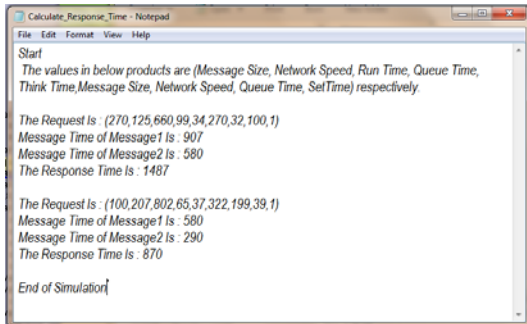 Calculate_Response_Time - Notepad
File Edit Format View Help
Start
The values in below products are (Message Size, Network Speed, Run Time, Queue Time,
Think Time,Message Size, Network Speed, Queue Time, SetTime) respectively.
The Request Is : (270,125,660,99,34,270,32,100,1)
Message Time of Message1 Is : 907
Message Time of Message2 Is : 580
The Response Time Is : 1487
The Request Is : (100,207,802,65,37,322,199,39,1)
Message Time of Message1 Is : 580
Message Time of Message2 Is : 290
The Response Time Is : 870
End of Simulation